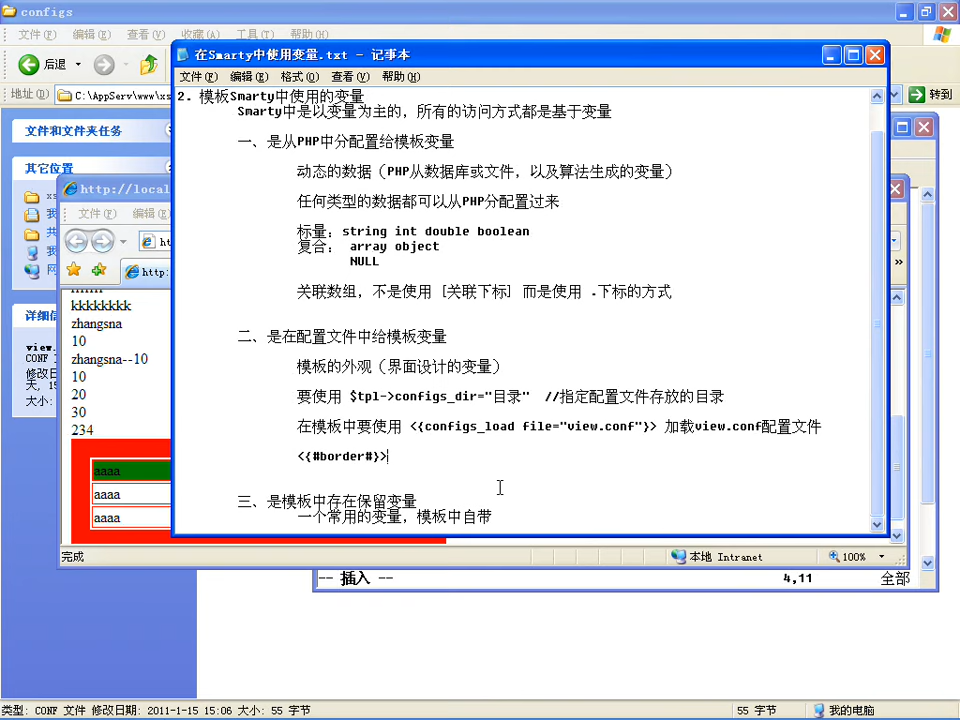 configs
文件(F) 编辑(E) 查看(V) 收藏(A) 工具(T) 帮助(H)
后退
地址(D) C:\AppServ\www\xs 转到
文件和文件夹任务
其它位置
详细信
CONF 文
修改日
天, 15
大小:
http://local
文件(F) 编辑(E)
http:
kkkkkkkk
zhangsna
10
zhangsna--10
10
20
30
234
aaaa
aaaa
aaaa
完成 本地 Intranet 100%
在Smarty中使用变量.txt - 记事本
文件(F) 编辑(E) 格式(O) 查看(V) 帮助(H)
2. 模板Smarty中使用的变量
Smarty中是以变量为主的，所有的访问方式都是基于变量
一、是从PHP中分配置给模板变量
动态的数据（PHP从数据库或文件，以及算法生成的变量）
任何类型的数据都可以从PHP分配置过来
标量：string int double boolean
复合： array object
NULL
关联数组，不是使用 [关联下标] 而是使用 .下标的方式
二、是在配置文件中给模板变量
模板的外观（界面设计的变量）
要使用 $tpl->configs_dir="目录" //指定配置文件存放的目录
在模板中要使用 <{configs_load file="view.conf"}> 加载view.conf配置文件
<{#border#}>
三、是模板中存在保留变量
一个常用的变量，模板中自带
-- 插入 -- 4,11 全部
类型: CONF 文件 修改日期: 2011-1-15 15:06 大小: 55 字节 55 字节 我的电脑